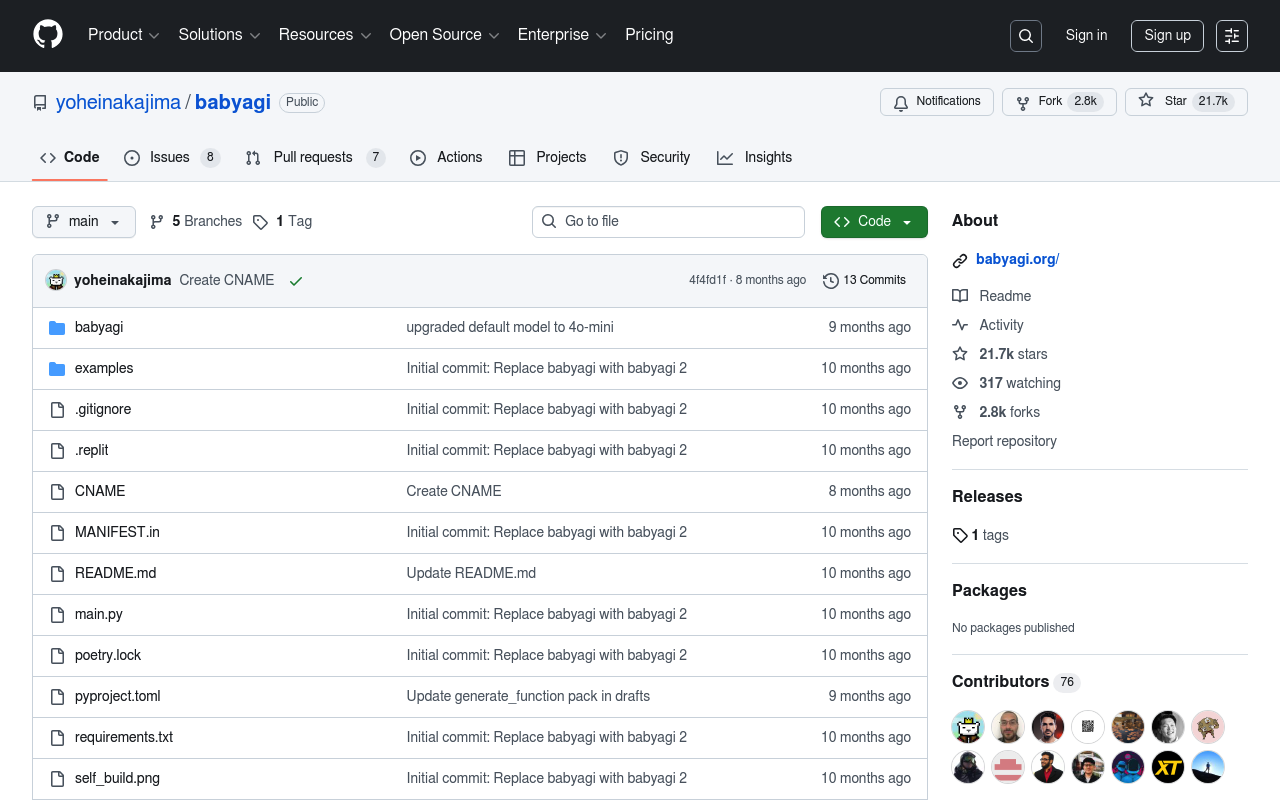 Product Solutions Resources Open Source Enterprise Pricing Sign in Sign up
yoheinakajima / babyagi Public Notifications Fork 2.8k Star 21.7k
Code Issues 8 Pull requests 7 Actions Projects Security Insights
main 5 Branches 1 Tag Go to file Code
yoheinakajima Create CNAME 4f4fd1f · 8 months ago 13 Commits
babyagi upgraded default model to 4o-mini 9 months ago
examples Initial commit: Replace babyagi with babyagi 2 10 months ago
.gitignore Initial commit: Replace babyagi with babyagi 2 10 months ago
.replit Initial commit: Replace babyagi with babyagi 2 10 months ago
CNAME Create CNAME 8 months ago
MANIFEST.in Initial commit: Replace babyagi with babyagi 2 10 months ago
README.md Update README.md 10 months ago
main.py Initial commit: Replace babyagi with babyagi 2 10 months ago
poetry.lock Initial commit: Replace babyagi with babyagi 2 10 months ago
pyproject.toml Update generate_function pack in drafts 9 months ago
requirements.txt Initial commit: Replace babyagi with babyagi 2 10 months ago
self_build.png Initial commit: Replace babyagi with babyagi 2 10 months ago
About
babyagi.org/
Readme
Activity
21.7k stars
317 watching
2.8k forks
Report repository
Releases
1 tags
Packages
No packages published
Contributors 76
XT